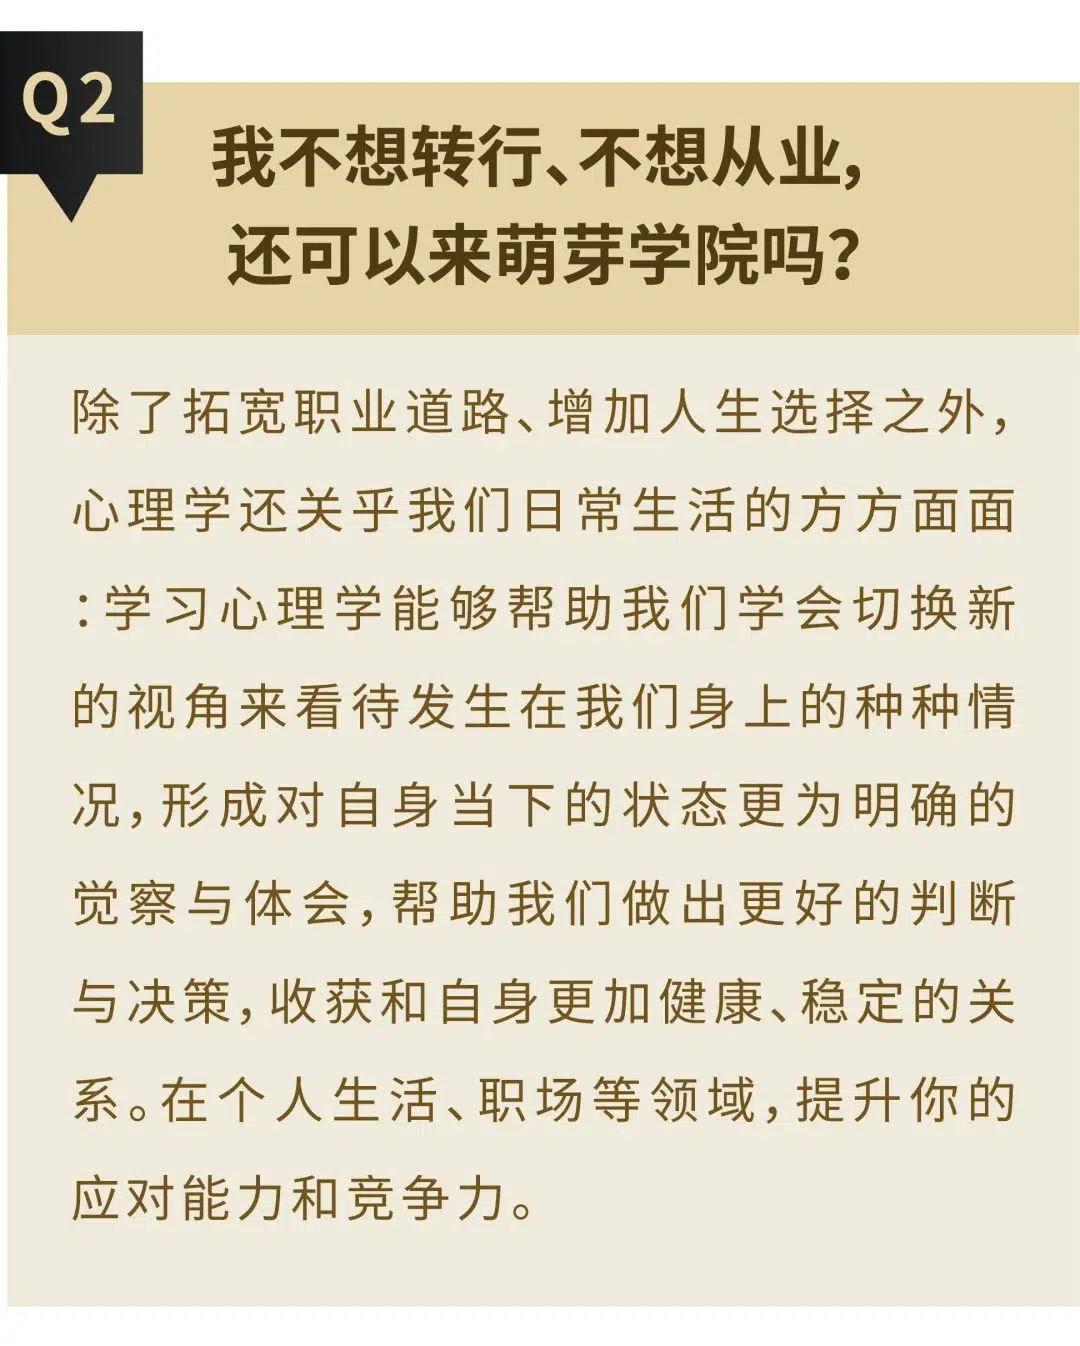 Q2
我不想转行、不想从业，
还可以来萌芽学院吗？
除了拓宽职业道路、增加人生选择之外，
心理学还关乎我们日常生活的方方面面
：学习心理学能够帮助我们学会切换新
的视角来看待发生在我们身上的种种情
况，形成对自身当下的状态更为明确的
觉察与体会，帮助我们做出更好的判断
与决策，收获和自身更加健康、稳定的关
系。在个人生活、职场等领域，提升你的
应对能力和竞争力。